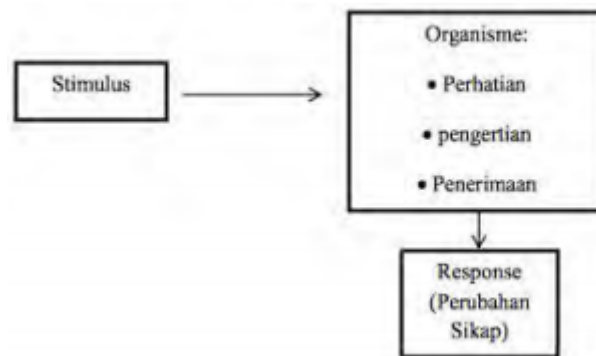 Stimulus
Organisme:
• Perhatian
• pengertian
• Penerimaan
Response
(Perubahan
Sikap)